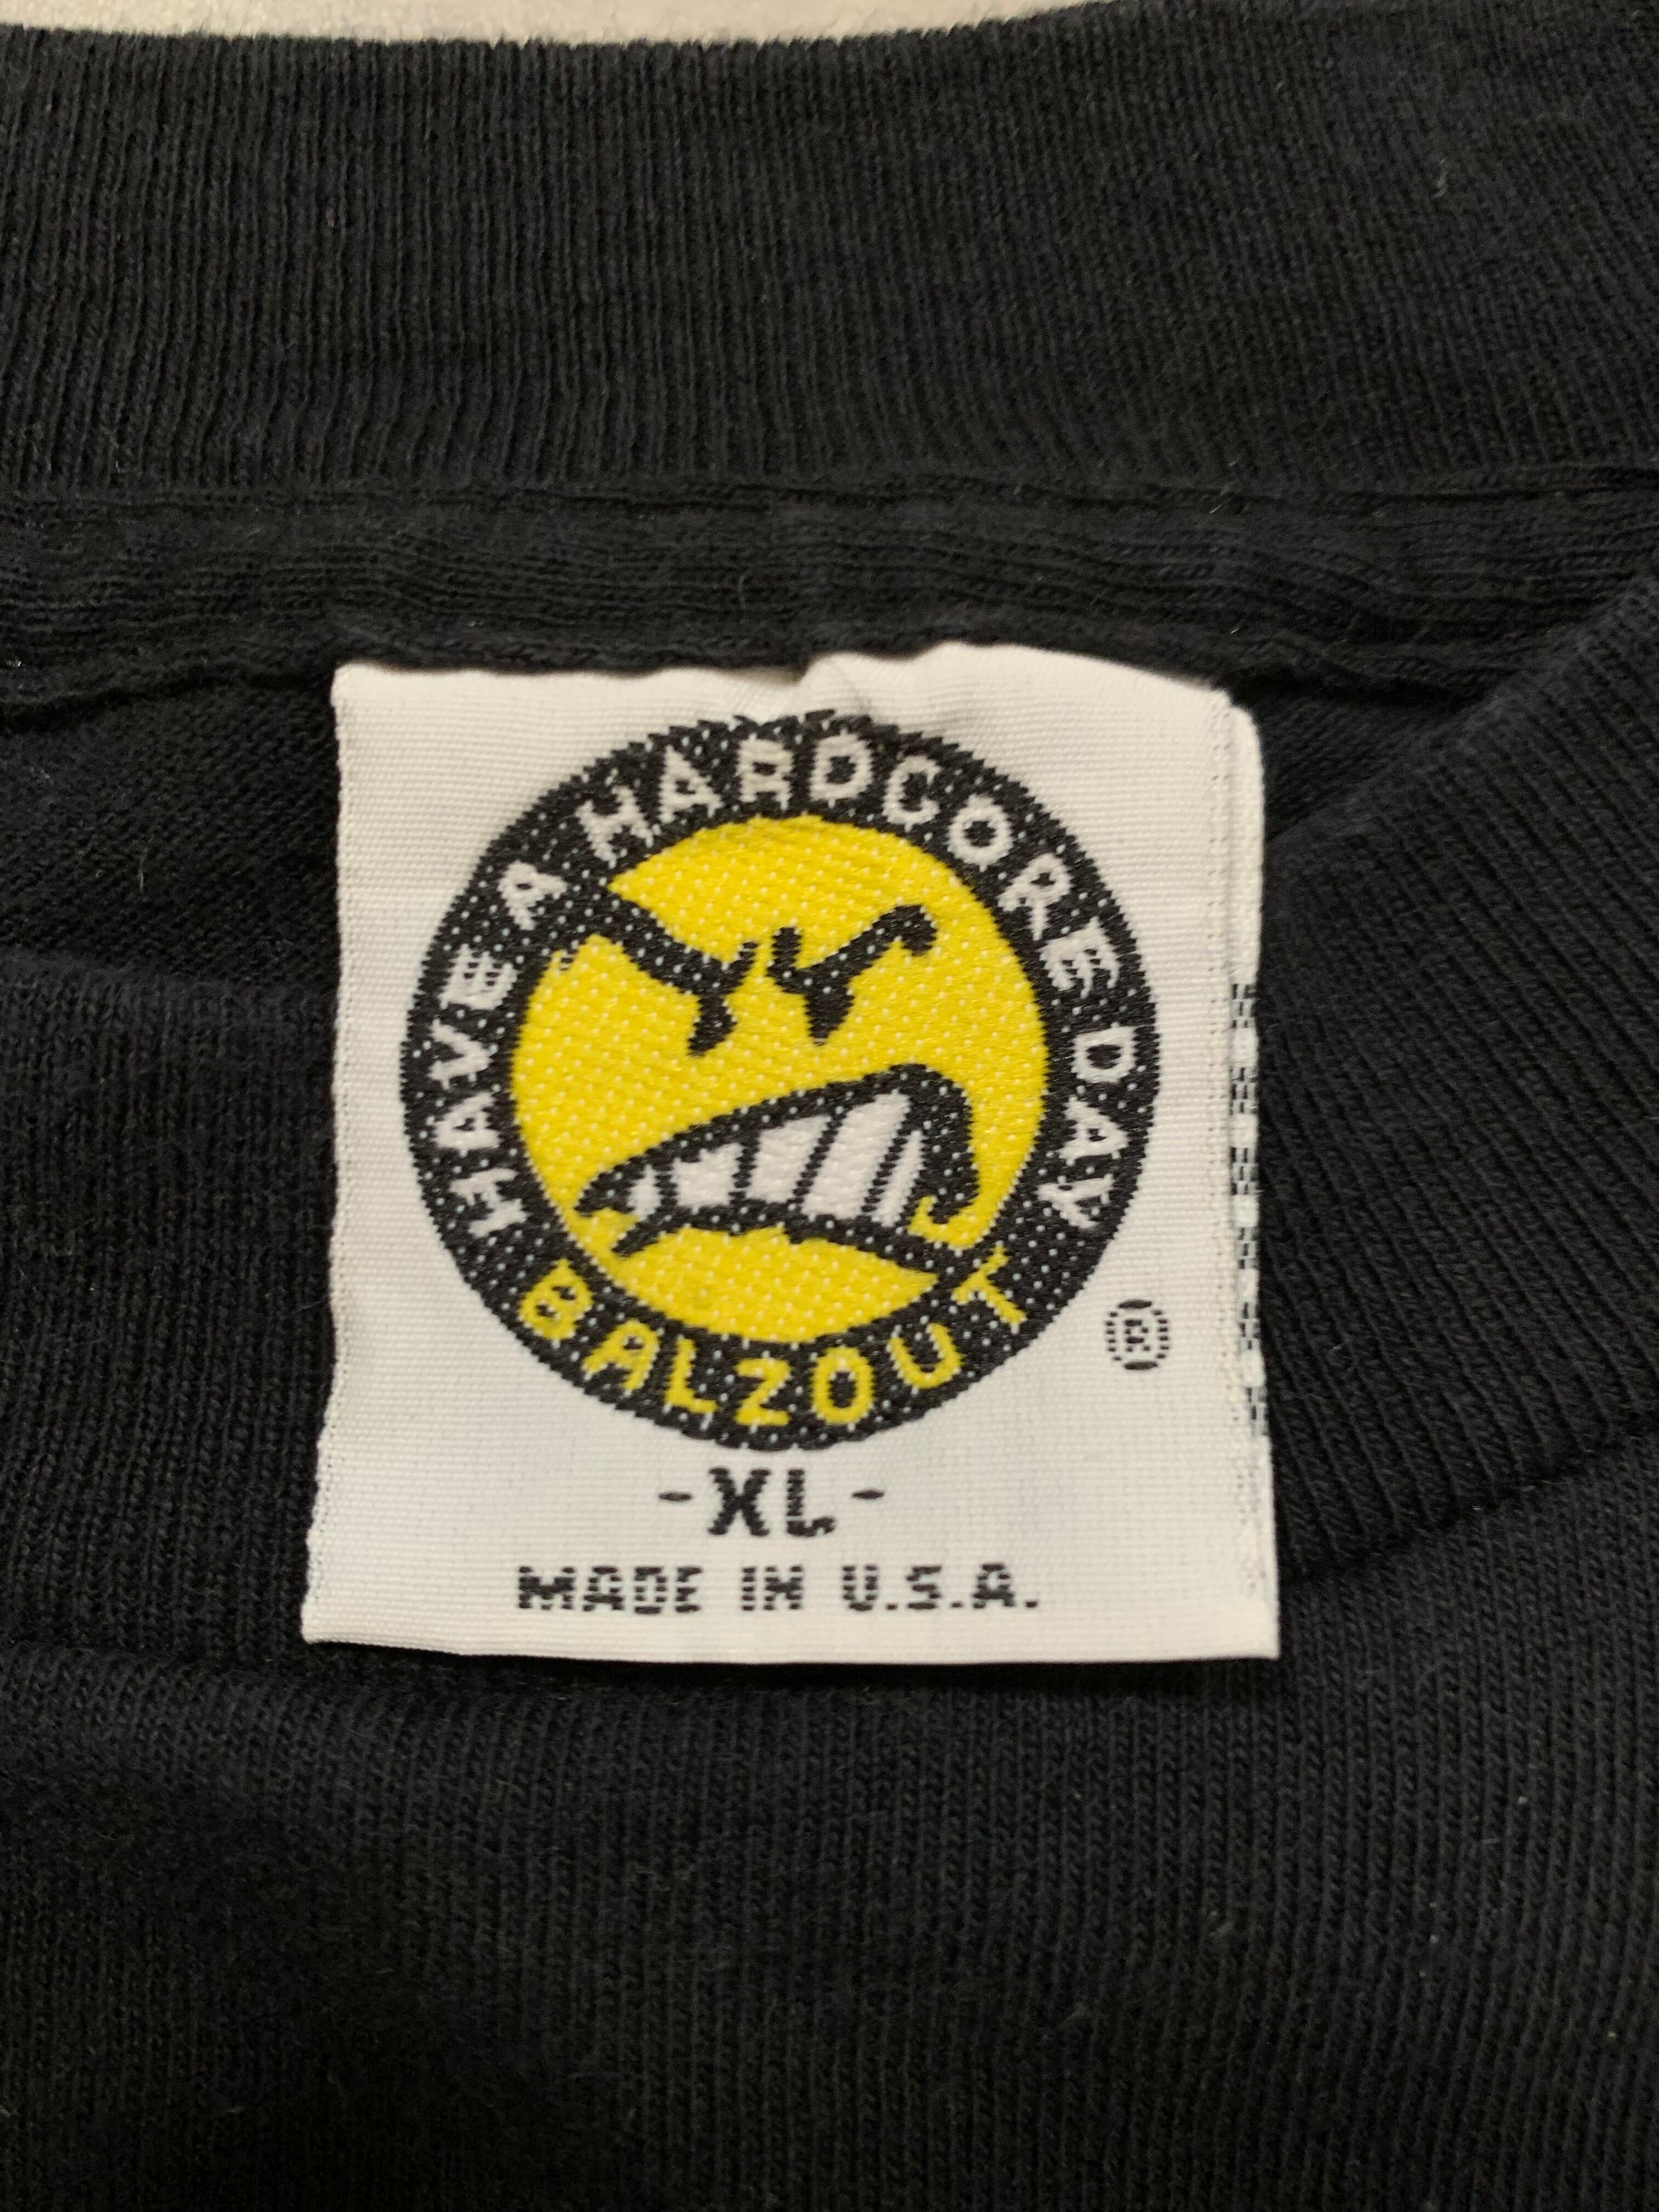 HAVE A HARDCORE DAY
BALZOUT
®
-XL-
MADE IN U.S.A.